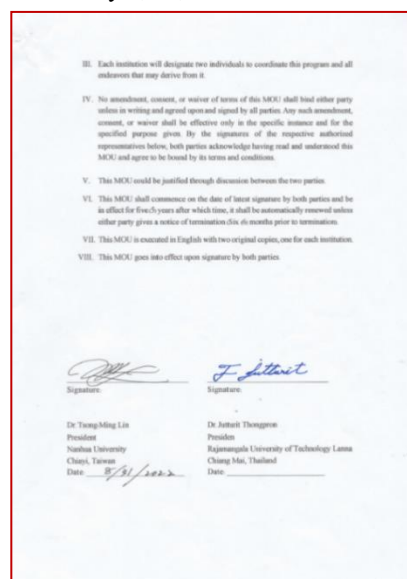 III. Each institution will designate two individuals to coordinate this program and all
endeavors that may derive from it.
IV. No amendment, consent, or waiver of terms of this MOU shall bind either party
unless in writing and agreed upon and signed by all parties. Any such amendment,
consent, or waiver shall be effective only in the specific instance and for the
specified purpose given. By the signatures of the respective authorized
representatives below, both parties acknowledge having read and understood this
MOU and agree to be bound by its terms and conditions.
V. This MOU could be justified through discussion between the two parties.
VI. This MOU shall commence on the date of latest signature by both parties and be
in effect for five (5) years after which time, it shall be automatically renewed unless
either party gives a notice of termination (Six (6) months prior to termination.
VII. This MOU is executed in English with two original copies, one for each institution.
VIII. This MOU goes into effect upon signature by both parties.
J. Jutturit
Signature: Signature:
Dr. Tsong-Ming Lin Dr. Jutturit Thongpron
President Presiden
Nanhua University Rajamangala University of Technology Lanna
Chiayi, Taiwan Chiang Mai, Thailand
Date: 8/31/2022 Date: